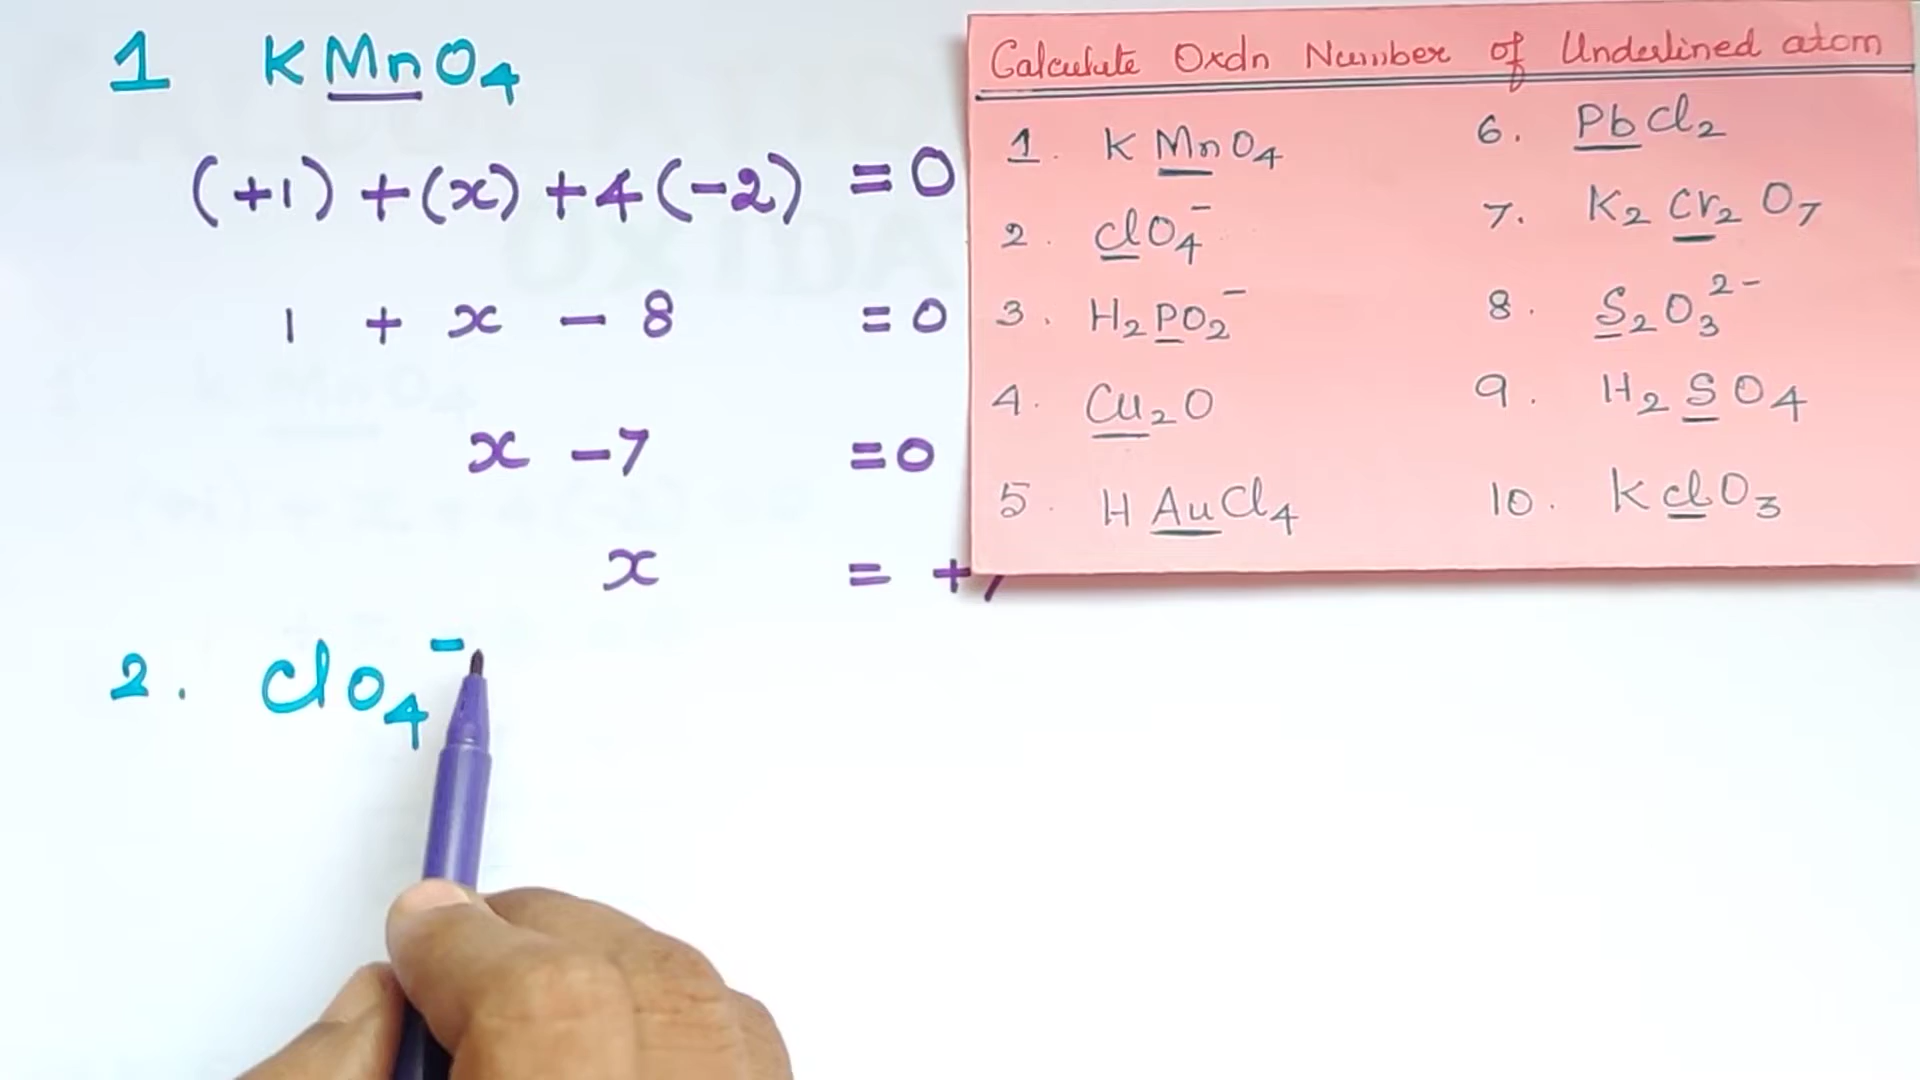 1 KMnO₄
(+1) + (x) + 4(-2) = 0
1 + x - 8 = 0
x - 7 = 0
x = +7
2. ClO₄⁻
Calculate Oxdn Number of Underlined atom
1. KMnO₄
2. ClO₄⁻
3. H₂PO₂⁻
4. Cu₂O
5. HAuCl₄
6. PbCl₂
7. K₂Cr₂O₇
8. S₂O₃²⁻
9. H₂SO₄
10. KClO₃